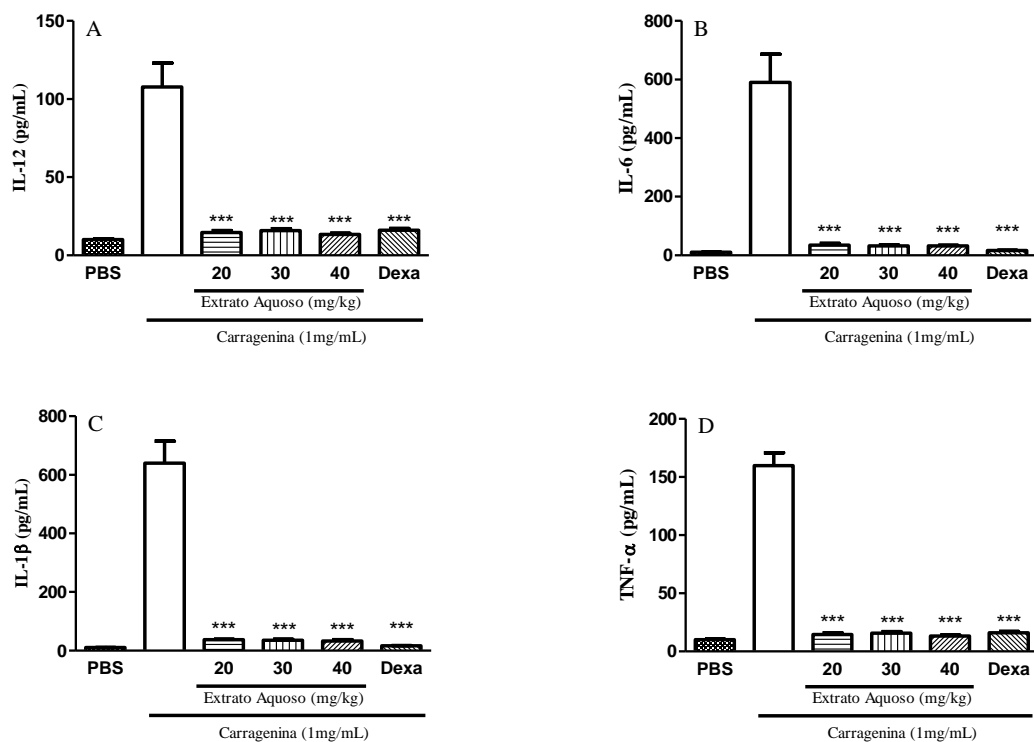 A
IL-12 (pg/mL)
150
100
50
0
*** *** *** ***
PBS 20 30 40 Dexa
Extrato Aquoso (mg/kg)
Carragenina (1mg/mL)
B
IL-6 (pg/mL)
800
600
400
200
0
*** *** *** ***
PBS 20 30 40 Dexa
Extrato Aquoso (mg/kg)
Carragenina (1mg/mL)
C
IL-1β (pg/mL)
800
600
400
200
0
*** *** *** ***
PBS 20 30 40 Dexa
Extrato Aquoso (mg/kg)
Carragenina (1mg/mL)
D
TNF-α (pg/mL)
200
150
100
50
0
*** *** *** ***
PBS 20 30 40 Dexa
Extrato Aquoso (mg/kg)
Carragenina (1mg/mL)